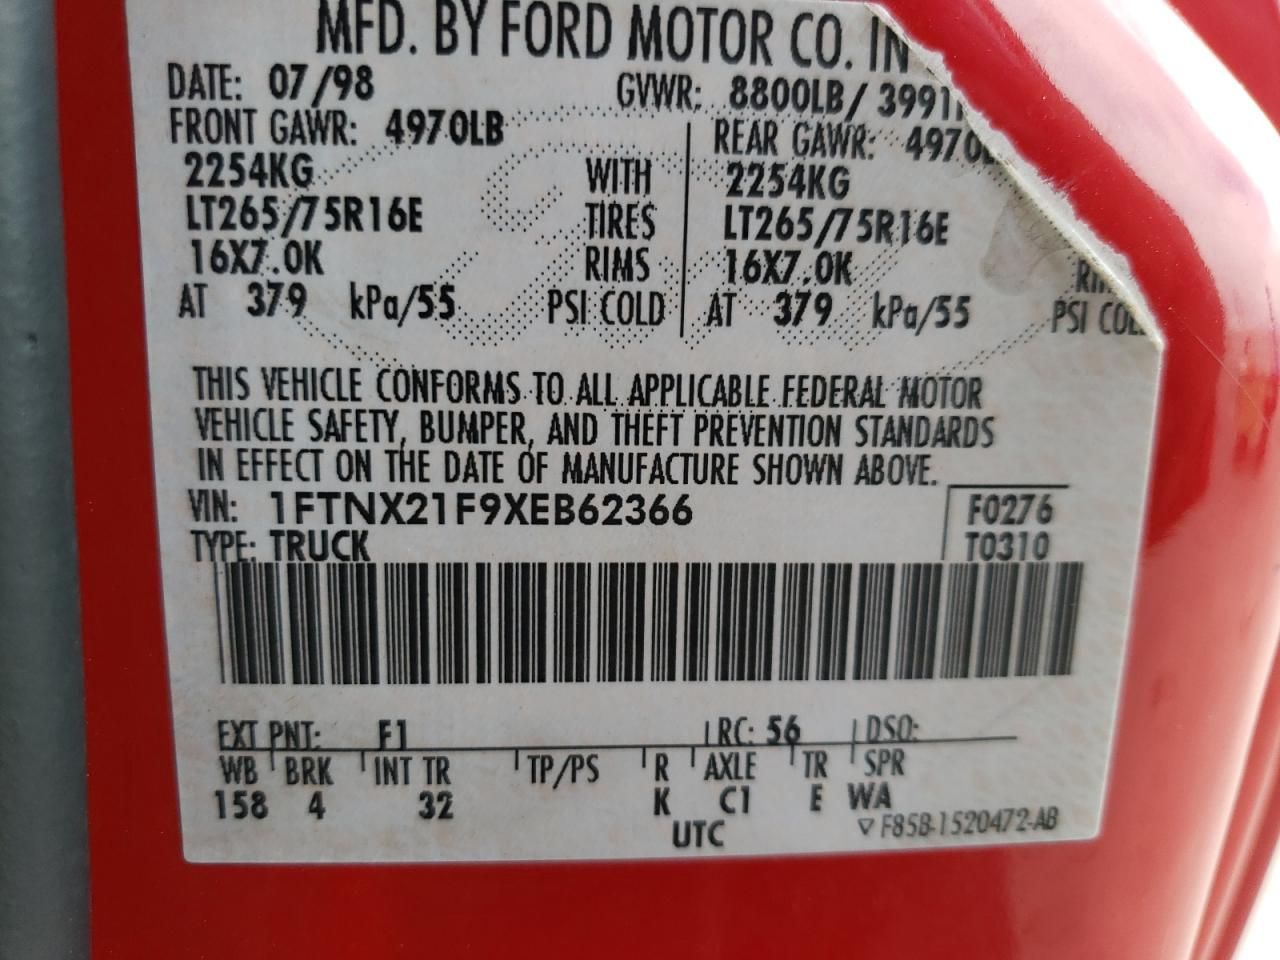 MFD. BY FORD MOTOR CO. IN
DATE: 07/98 GVWR: 8800LB/ 3991
FRONT GAWR: 4970LB REAR GAWR: 4970
2254KG WITH 2254KG
LT265/75R16E TIRES LT265/75R16E
16X7.0K RIMS 16X7.0K
AT 379 kPa/55 PSI COLD AT 379 kPa/55 PSI COL
THIS VEHICLE CONFORMS TO ALL APPLICABLE FEDERAL MOTOR
VEHICLE SAFETY, BUMPER, AND THEFT PREVENTION STANDARDS
IN EFFECT ON THE DATE OF MANUFACTURE SHOWN ABOVE.
VIN: 1FTNX21F9XEB62366 F0276
TYPE: TRUCK T0310
EXT PNT: F1 RC: 56 DSO:
WB BRK INT TR TP/PS R AXLE TR SPR
158 4 32 K C1 E WA
UTC F85B-1520472-AB